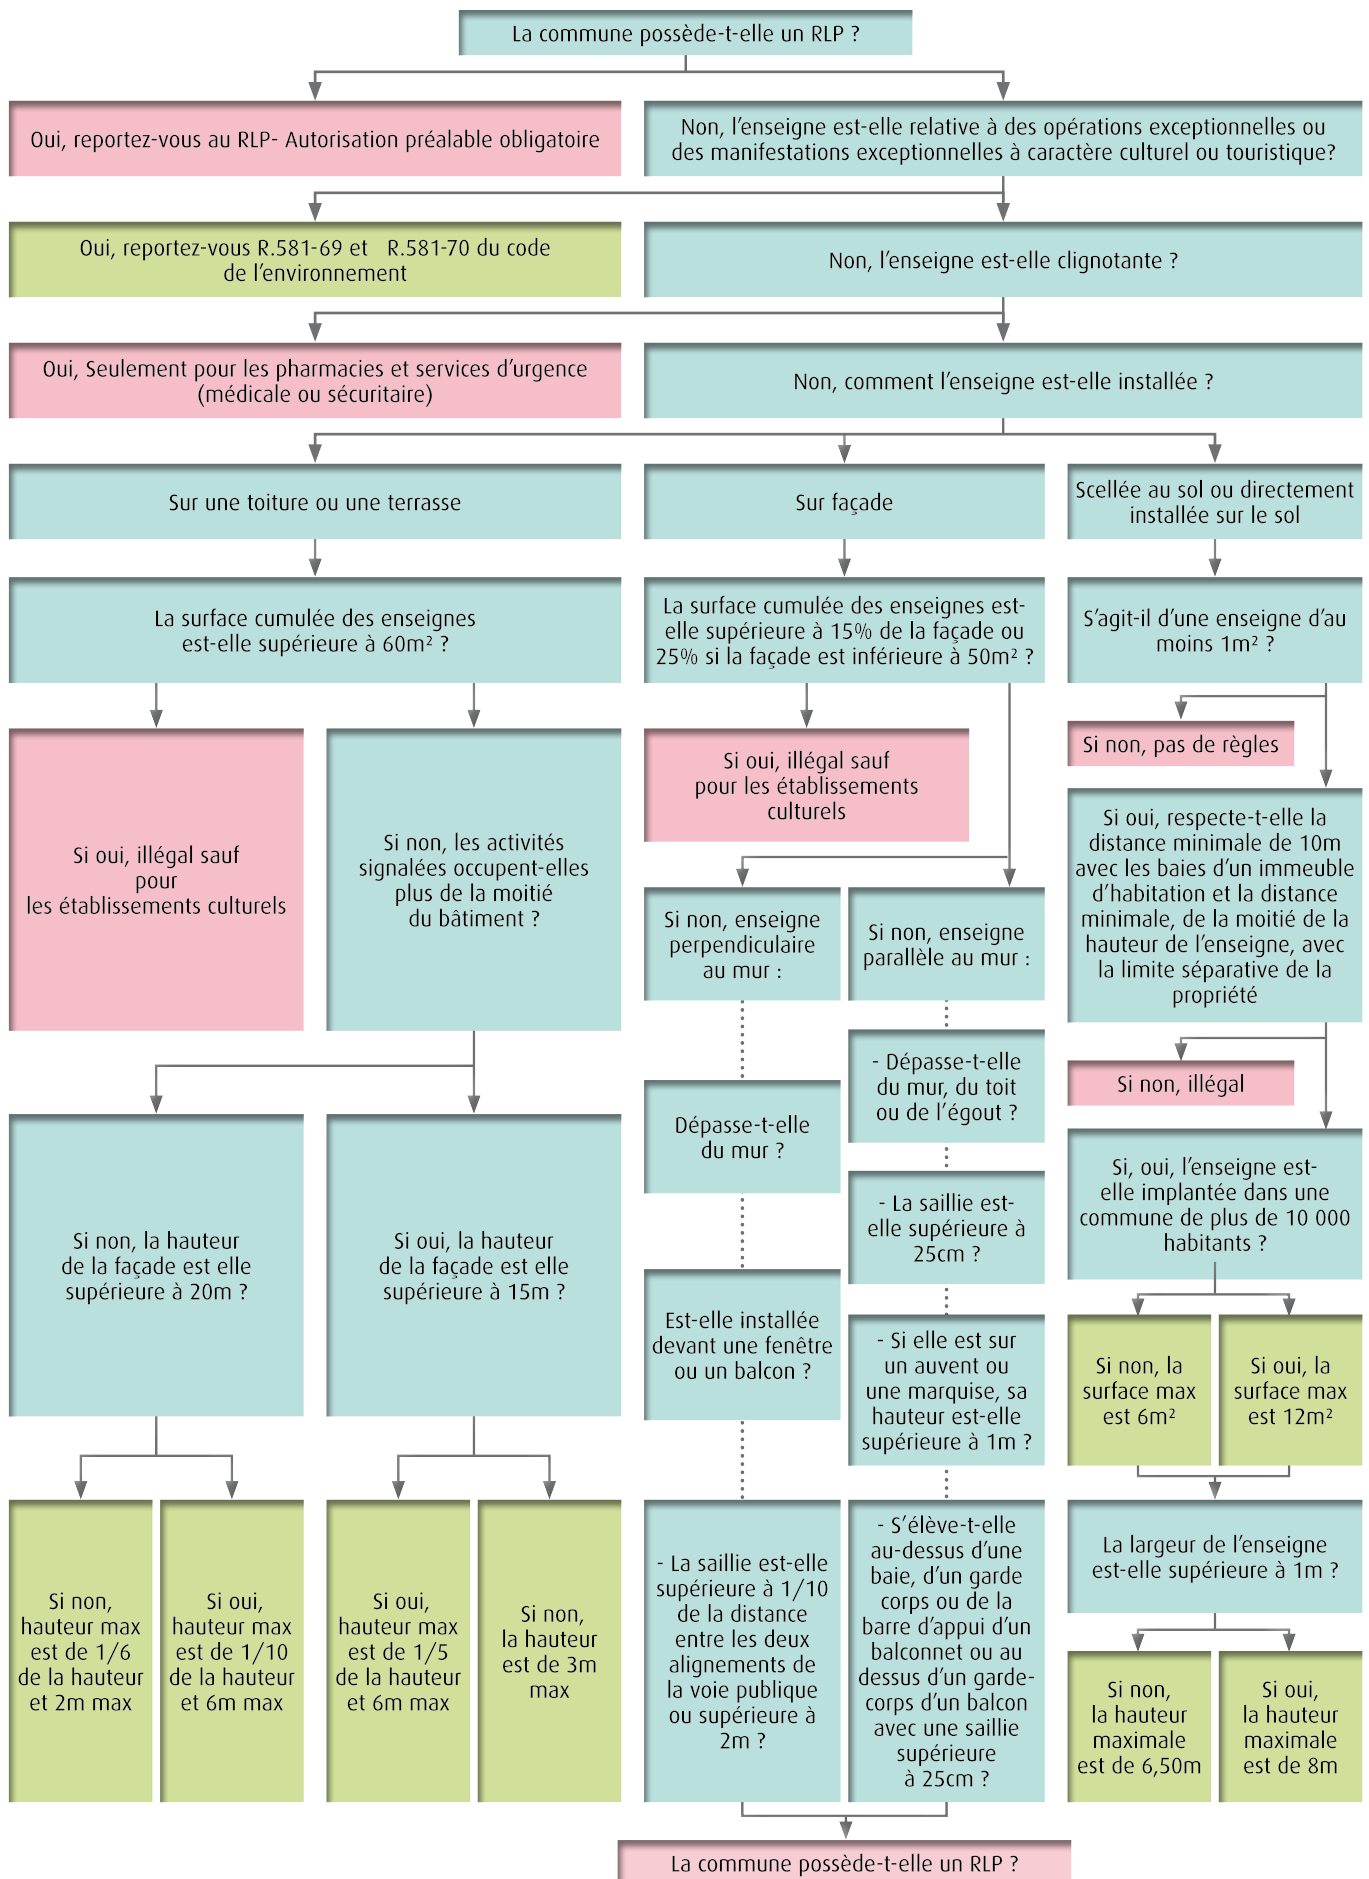 La commune possède-t-elle un RLP ?
Oui, reportez-vous au RLP- Autorisation préalable obligatoire
Non, l'enseigne est-elle relative à des opérations exceptionnelles ou
des manifestations exceptionnelles à caractère culturel ou touristique?
Oui, reportez-vous R.581-69 et R.581-70 du code
de l'environnement
Non, l'enseigne est-elle clignotante ?
Oui, Seulement pour les pharmacies et services d'urgence
(médicale ou sécuritaire)
Non, comment l'enseigne est-elle installée ?
Sur une toiture ou une terrasse
Sur façade
Scellée au sol ou directement
installée sur le sol
La surface cumulée des enseignes
est-elle supérieure à 60m² ?
La surface cumulée des enseignes est-
elle supérieure à 15% de la façade ou
25% si la façade est inférieure à 50m² ?
S'agit-il d'une enseigne d'au
moins 1m² ?
Si oui, illégal sauf
pour
les établissements culturels
Si non, les activités
signalées occupent-elles
plus de la moitié
du bâtiment ?
Si oui, illégal sauf
pour les établissements
culturels
Si non, pas de règles
Si oui, respecte-t-elle la
distance minimale de 10m
avec les baies d'un immeuble
d'habitation et la distance
minimale, de la moitié de la
hauteur de l'enseigne, avec
la limite séparative de la
propriété
Si non, enseigne
perpendiculaire
au mur :
Si non, enseigne
parallèle au mur :
- Dépasse-t-elle
du mur, du toit
ou de l'égout ?
Si non, illégal
Dépasse-t-elle
du mur ?
Si non, la hauteur
de la façade est elle
supérieure à 20m ?
Si oui, la hauteur
de la façade est elle
supérieure à 15m ?
- La saillie est-
elle supérieure à
25cm ?
Si, oui, l'enseigne est-
elle implantée dans une
commune de plus de 10 000
habitants ?
Est-elle installée
devant une fenêtre
ou un balcon ?
- Si elle est sur
un auvent ou
une marquise, sa
hauteur est-elle
supérieure à 1m ?
Si non, la
surface max
est 6m²
Si oui, la
surface max
est 12m²
Si non,
hauteur max
est de 1/6
de la hauteur
et 2m max
Si oui,
hauteur max
est de 1/10
de la hauteur
et 6m max
Si oui,
hauteur max
est de 1/5
de la hauteur
et 6m max
Si non,
la hauteur
est de 3m
max
- La saillie est-elle
supérieure à 1/10
de la distance
entre les deux
alignements de
la voie publique
ou supérieure à
2m ?
- S'élève-t-elle
au-dessus d'une
baie, d'un garde
corps ou de la
barre d'appui d'un
balconnet ou au
dessus d'un garde-
corps d'un balcon
avec une saillie
supérieure
à 25cm ?
La largeur de l'enseigne
est-elle supérieure à 1m ?
Si non,
la hauteur
maximale
est de 6,50m
Si oui,
la hauteur
maximale
est de 8m
La commune possède-t-elle un RLP ?